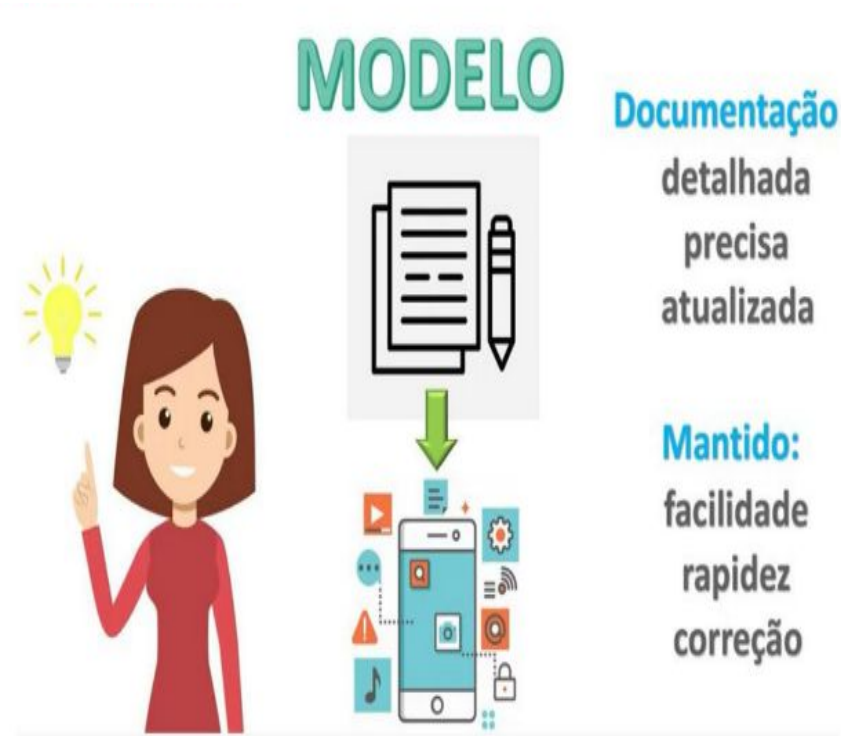 MODELO
Documentação
detalhada
precisa
atualizada
Mantido:
facilidade
rapidez
correção